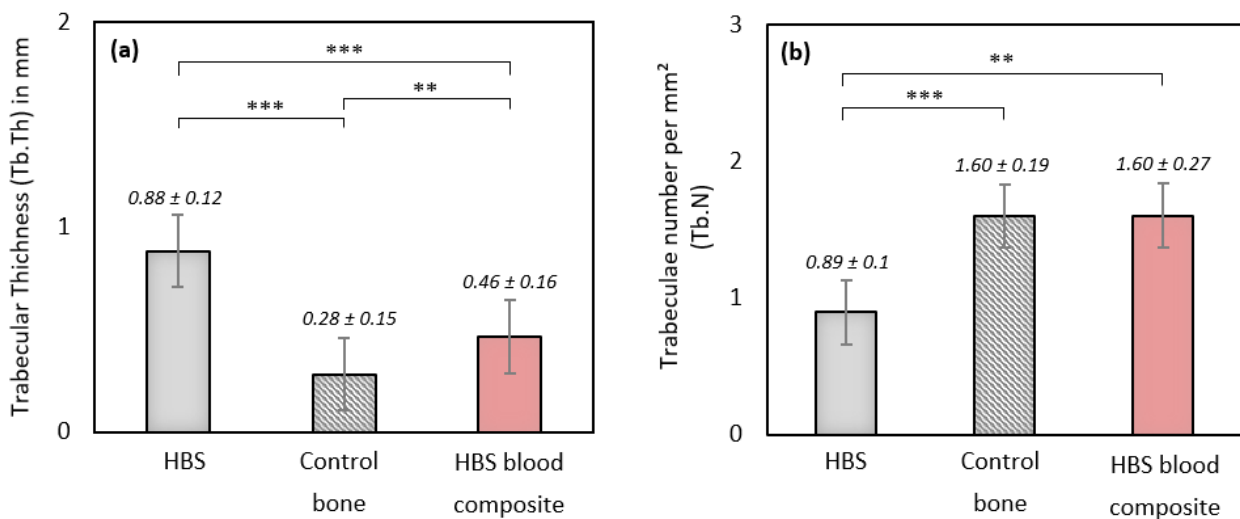 Trabecular Thichness (Tb.Th) in mm
2
1
0
(a)
***
***
**
0.88 ± 0.12
0.28 ± 0.15
0.46 ± 0.16
HBS
Control
bone
HBS blood
composite
Trabeculae number per mm²
(Tb.N)
3
2
1
0
(b)
**
***
0.89 ± 0.1
1.60 ± 0.19
1.60 ± 0.27
HBS
Control
bone
HBS blood
composite